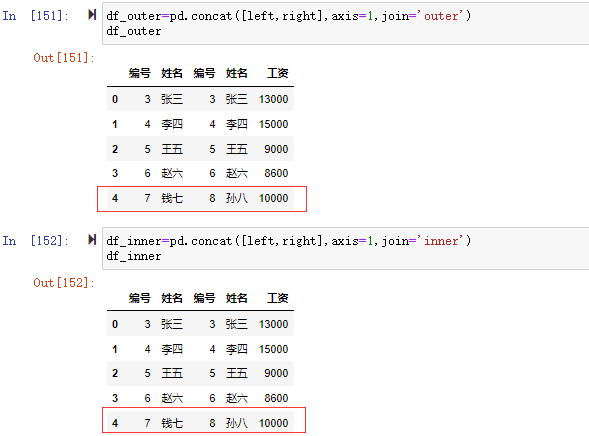 In [151]: df_outer=pd.concat([left,right],axis=1,join='outer')
df_outer
Out[151]:
编号 姓名 编号 姓名 工资
0 3 张三 3 张三 13000
1 4 李四 4 李四 15000
2 5 王五 5 王五 9000
3 6 赵六 6 赵六 8600
4 7 钱七 8 孙八 10000
In [152]: df_inner=pd.concat([left,right],axis=1,join='inner')
df_inner
Out[152]:
编号 姓名 编号 姓名 工资
0 3 张三 3 张三 13000
1 4 李四 4 李四 15000
2 5 王五 5 王五 9000
3 6 赵六 6 赵六 8600
4 7 钱七 8 孙八 10000